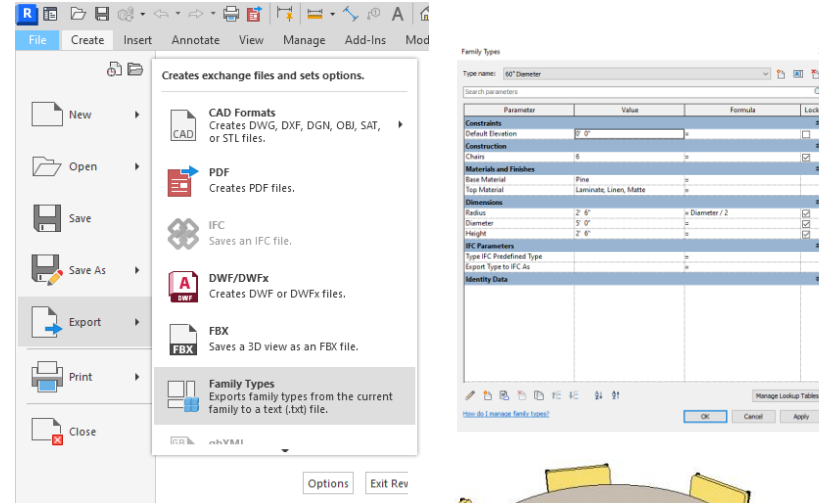 R
A
File Create Insert Annotate View Manage Add-Ins
New
Open
Save
Save As
Export
Print
Close
Creates exchange files and sets options.
CAD
CAD Formats
Creates DWG, DXF, DGN, OBJ, SAT,
or STL files.
PDF
Creates PDF files.
IFC
Saves an IFC file.
A
DWF
DWF/DWFx
Creates DWF or DWFx files.
FBX
FBX
Saves a 3D view as an FBX file.
Family Types
Exports family types from the current
family to a text (.txt) file.
Options
Family Types
Type name: 60" Diameter
Search parameters
Parameter Value Formula Lock
Constraints
Default Elevation 0' 0" =
Construction
Chairs 6 =
Materials and Finishes
Base Material Pine =
Top Material Laminate, Linen, Matte =
Dimensions
Radius 2' 6" = Diameter / 2
Diameter 5' 0" =
Height 2' 6" =
IFC Parameters
Type IFC Predefined Type =
Export Type to IFC As =
Identity Data
Manage Lookup Tables
How do I manage family types?
OK Cancel Apply